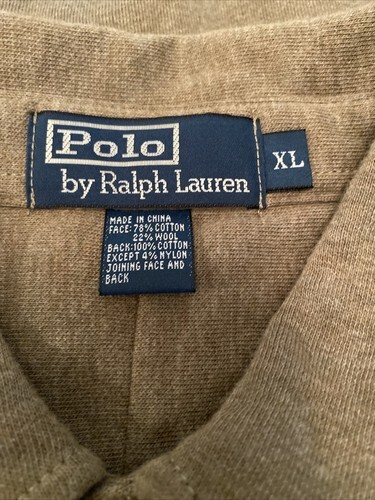 Polo
by Ralph Lauren
XL
MADE IN CHINA
FACE: 78% COTTON
22% WOOL
BACK: 100% COTTON
EXCEPT 4% NYLON
JOINING FACE AND
BACK